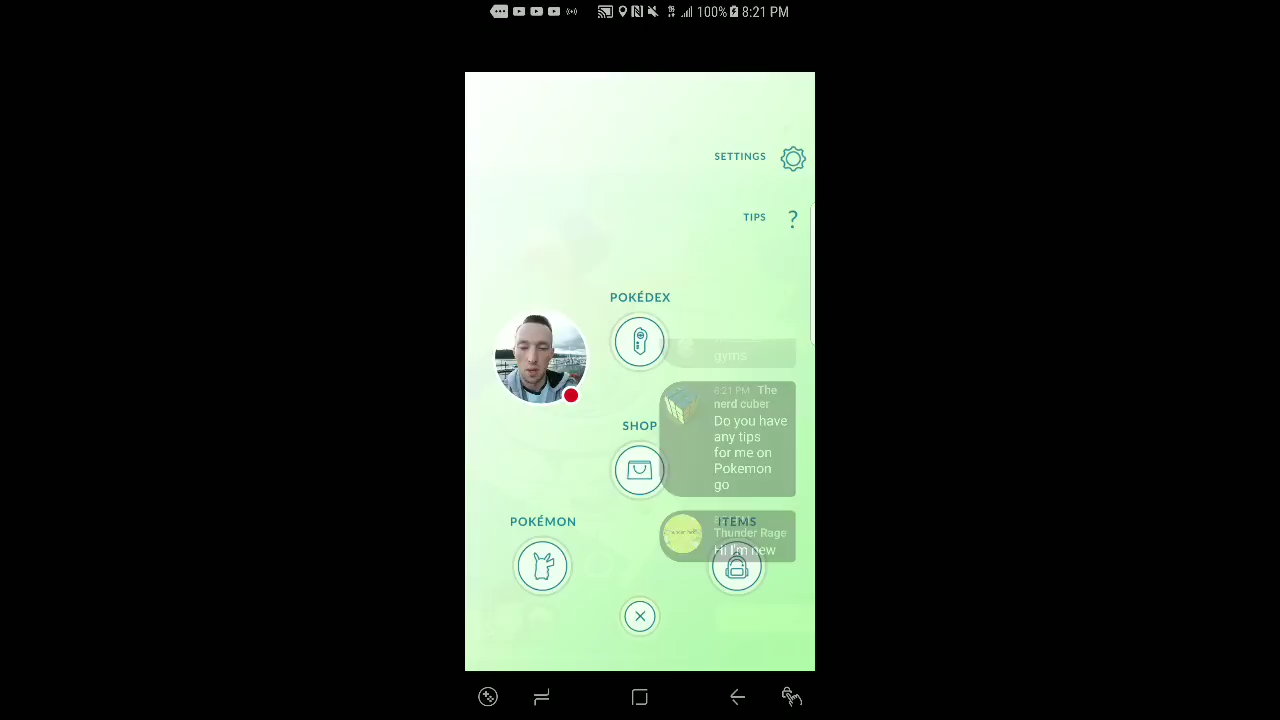 100% 8:21 PM
SETTINGS
TIPS
?
POKÉDEX
gyms
8:21 PM The
nerd cuber
Do you have
any tips
for me on
Pokemon
go
SHOP
POKÉMON
ITEMS
Thunder Rage
Hi I'm new